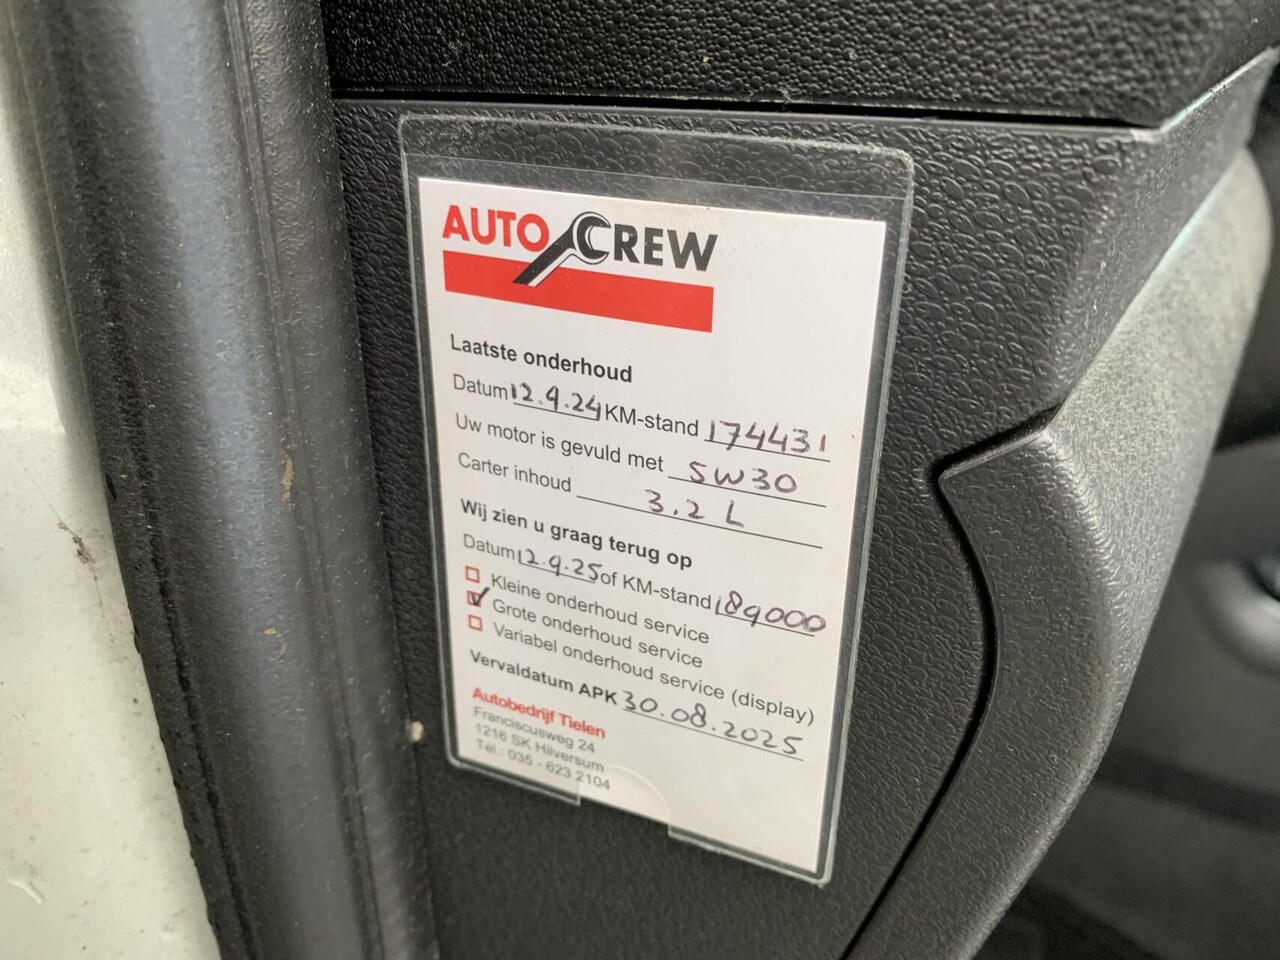 AUTO CREW
Laatste onderhoud
Datum 12.9.24 KM-stand 174431
Uw motor is gevuld met 5W30
Carter inhoud 3.2 L
Wij zien u graag terug op
Datum 12.9.25 of KM-stand 189000
Kleine onderhoud service
Grote onderhoud service
Variabel onderhoud service (display)
Vervaldatum APK 30.08.2025
Autobedrijf Tielen
Franciscusweg 24
1216 SK Hilversum
Tel.: 035 - 623 2104